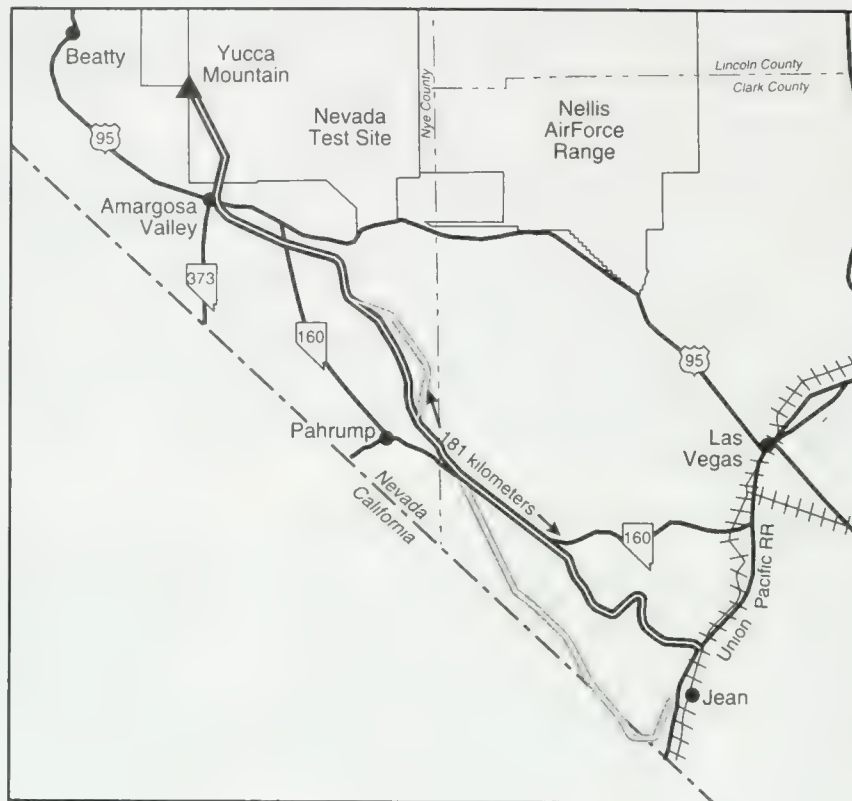 Beatty
Yucca
Mountain
Nevada
Test Site
Nye County
Lincoln County
Clark County
Nellis
AirForce
Range
95
Amargosa
Valley
373
160
95
Pahrump
181 kilometers
Las
Vegas
Nevada
California
160
Union Pacific RR
Jean